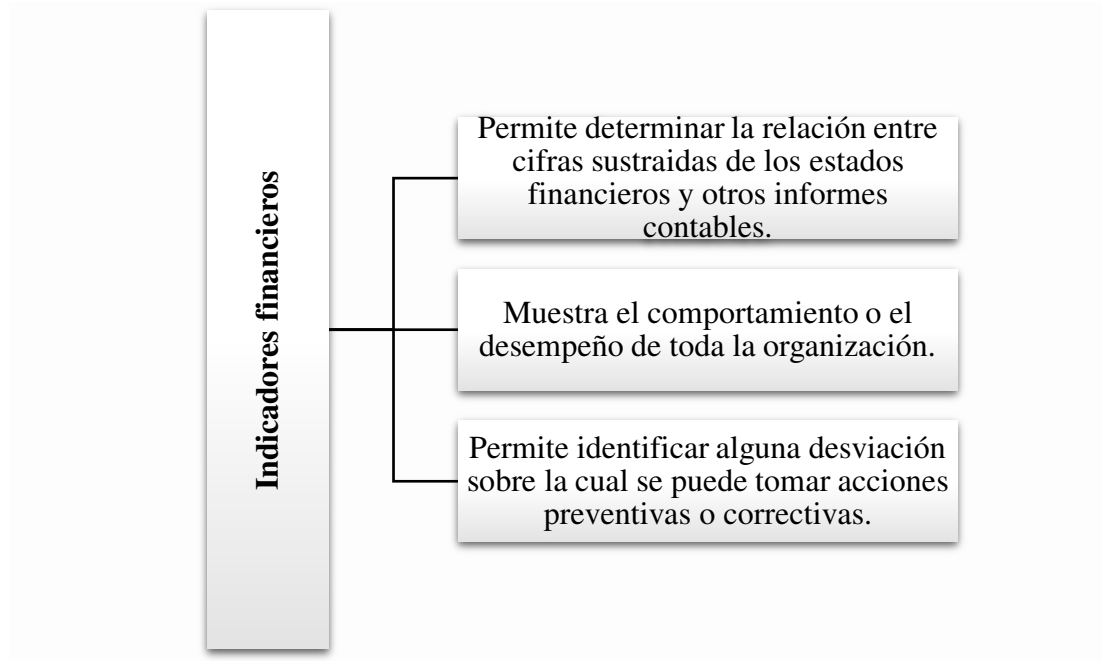 Indicadores financieros
Permite determinar la relación entre
cifras sustraidas de los estados
financieros y otros informes
contables.
Muestra el comportamiento o el
desempeño de toda la organización.
Permite identificar alguna desviación
sobre la cual se puede tomar acciones
preventivas o correctivas.